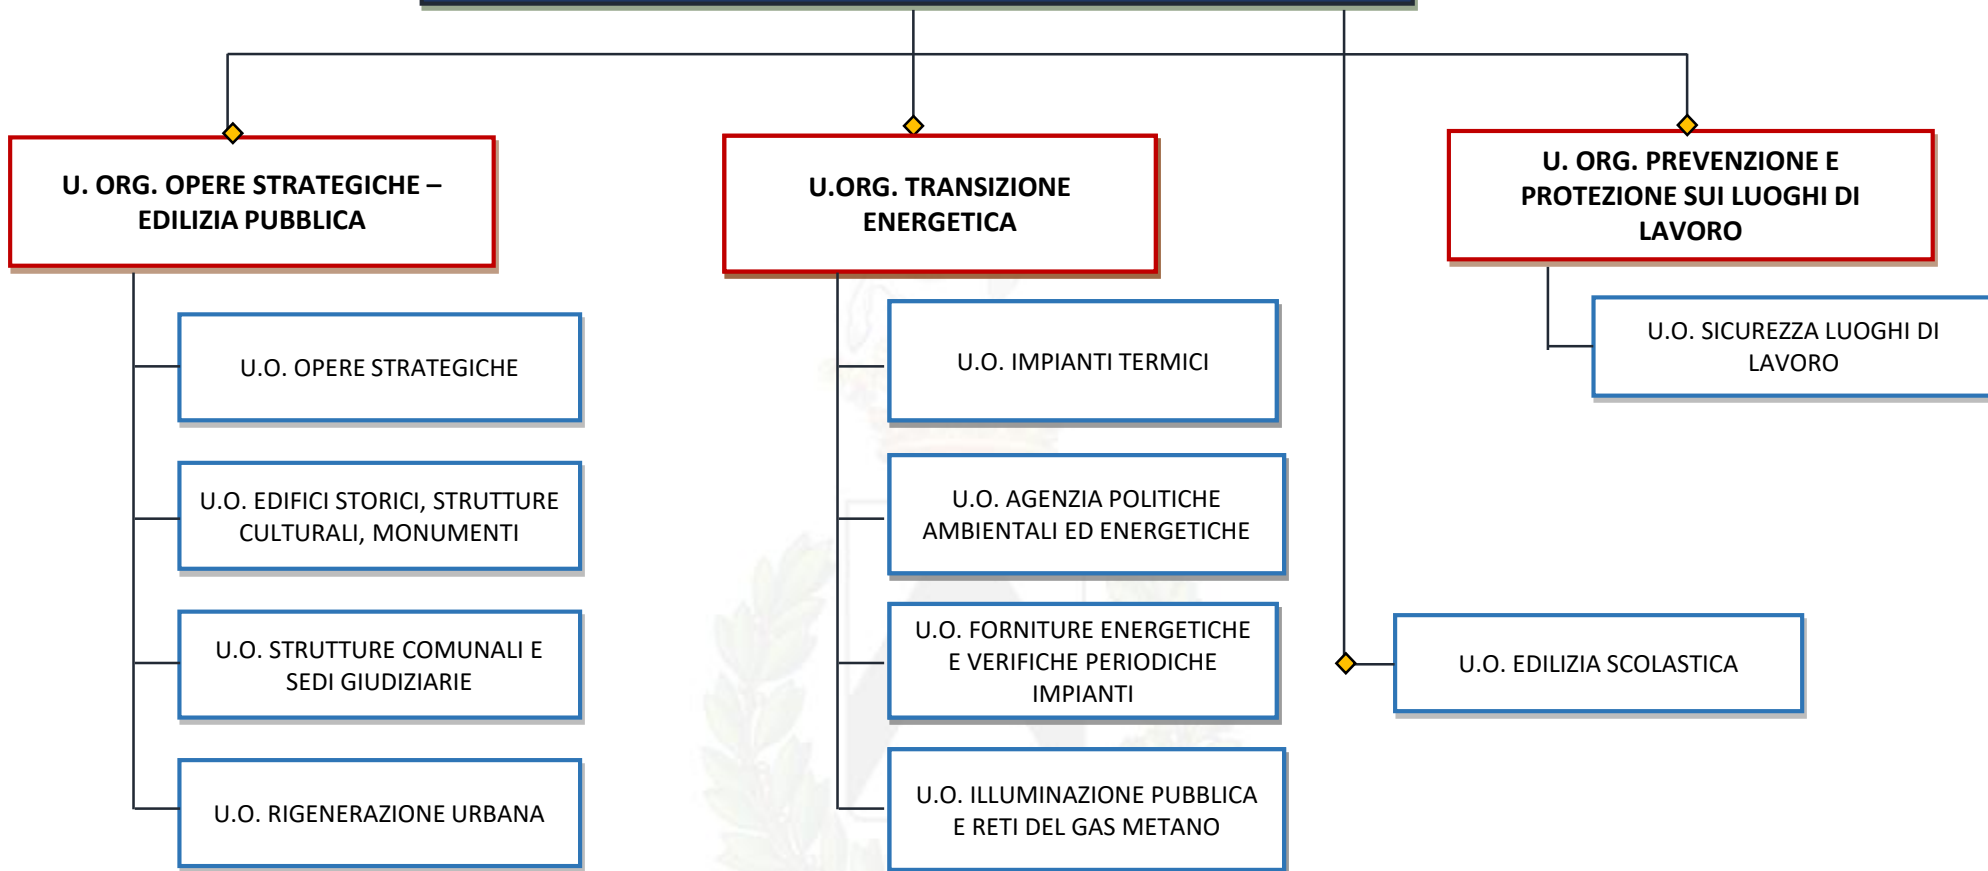 U. ORG. OPERE STRATEGICHE –
EDILIZIA PUBBLICA
U.O. OPERE STRATEGICHE
U.O. EDIFICI STORICI, STRUTTURE
CULTURALI, MONUMENTI
U.O. STRUTTURE COMUNALI E
SEDI GIUDIZIARIE
U.O. RIGENERAZIONE URBANA
U.ORG. TRANSIZIONE
ENERGETICA
U.O. IMPIANTI TERMICI
U.O. AGENZIA POLITICHE
AMBIENTALI ED ENERGETICHE
U.O. FORNITURE ENERGETICHE
E VERIFICHE PERIODICHE
IMPIANTI
U.O. ILLUMINAZIONE PUBBLICA
E RETI DEL GAS METANO
U. ORG. PREVENZIONE E
PROTEZIONE SUI LUOGHI DI
LAVORO
U.O. SICUREZZA LUOGHI DI
LAVORO
U.O. EDILIZIA SCOLASTICA